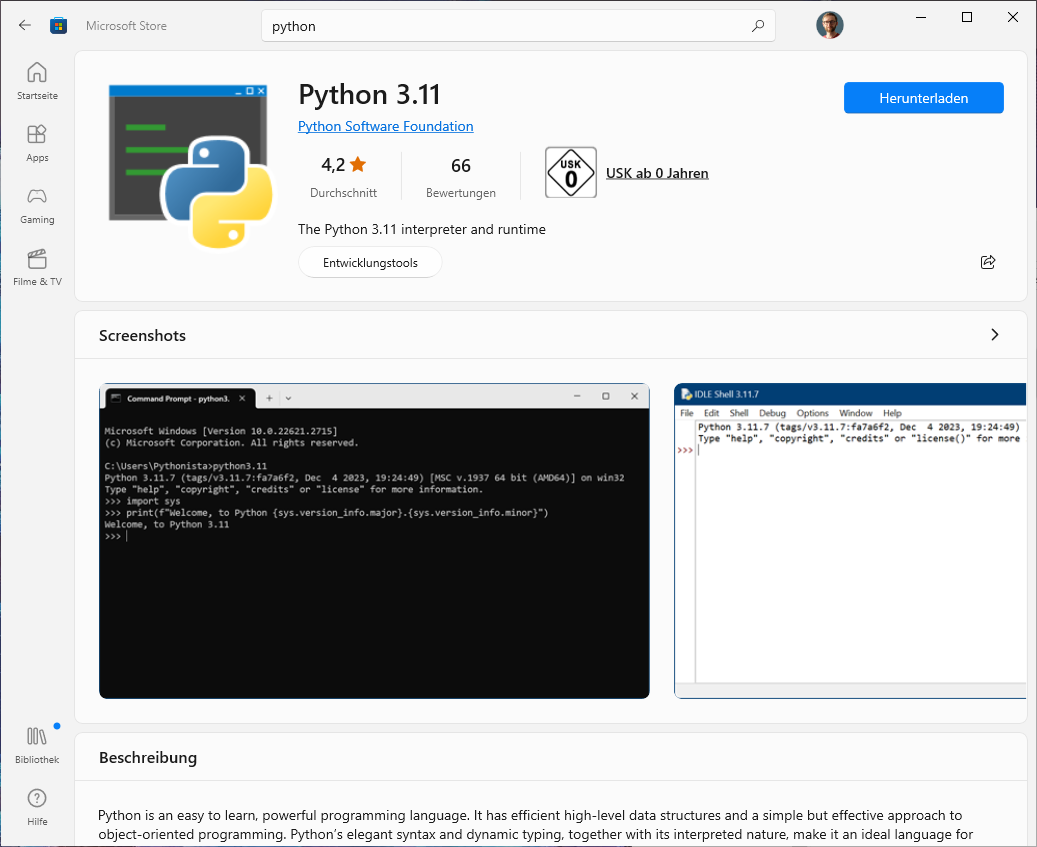 Microsoft Store
python
Startseite
Apps
Gaming
Filme & TV
Python 3.11
Herunterladen
Python Software Foundation
4,2
66
USK
0
USK ab 0 Jahren
Durchschnitt
Bewertungen
The Python 3.11 interpreter and runtime
Entwicklungstools
Screenshots
Command Prompt - python3.
Microsoft Windows [Version 10.0.22621.2715]
(c) Microsoft Corporation. All rights reserved.
C:\Users\Pythonista>python3.11
Python 3.11.7 (tags/v3.11.7:fa7a6f2, Dec  4 2023, 19:24:49) [MSC v.1937 64 bit (AMD64)] on win32
Type "help", "copyright", "credits" or "license" for more information.
>>> import sys
>>> print(f"Welcome, to Python {sys.version_info.major}.{sys.version_info.minor}")
Welcome, to Python 3.11
>>>
IDLE Shell 3.11.7
File Edit Shell Debug Options Window Help
Python 3.11.7 (tags/v3.11.7:fa7a6f2, Dec  4 2023, 19:24:49)
Type "help", "copyright", "credits" or "license()" for more
>>>
Bibliothek
Hilfe
Beschreibung
Python is an easy to learn, powerful programming language. It has efficient high-level data structures and a simple but effective approach to
object-oriented programming. Python’s elegant syntax and dynamic typing, together with its interpreted nature, make it an ideal language for